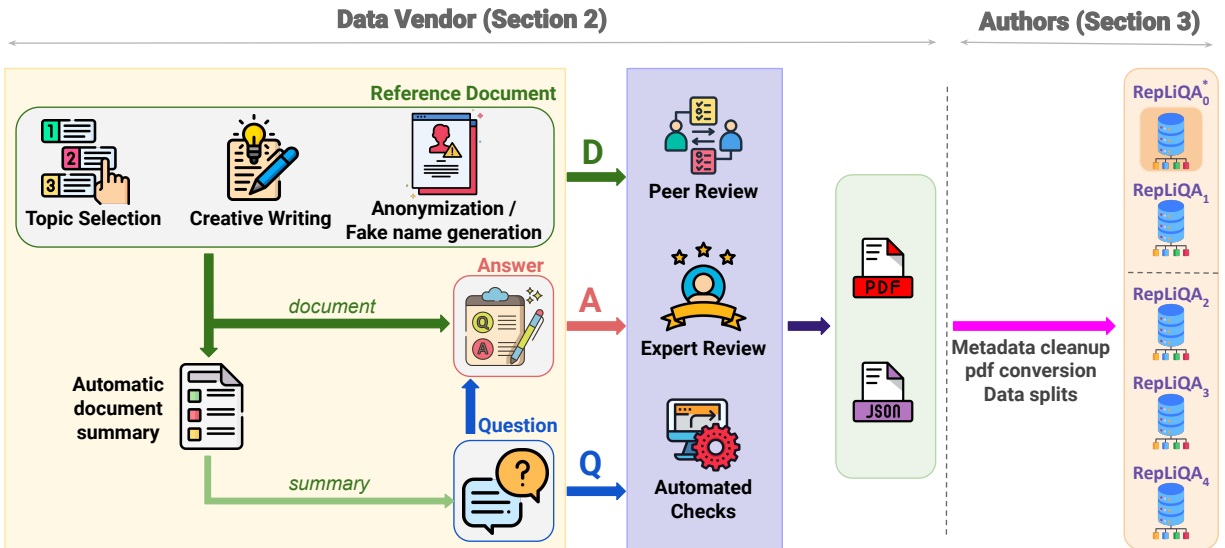 Data Vendor (Section 2)
Authors (Section 3)
Reference Document
1
2
3
Topic Selection
Creative Writing
Anonymization /
Fake name generation
D
Peer Review
Answer
document
Q
A
A
Expert Review
Automatic
document
summary
Question
summary
?
Q
Automated
Checks
PDF
JSON
Metadata cleanup
pdf conversion
Data splits
RepLiQA*0
RepLiQA1
RepLiQA2
RepLiQA3
RepLiQA4